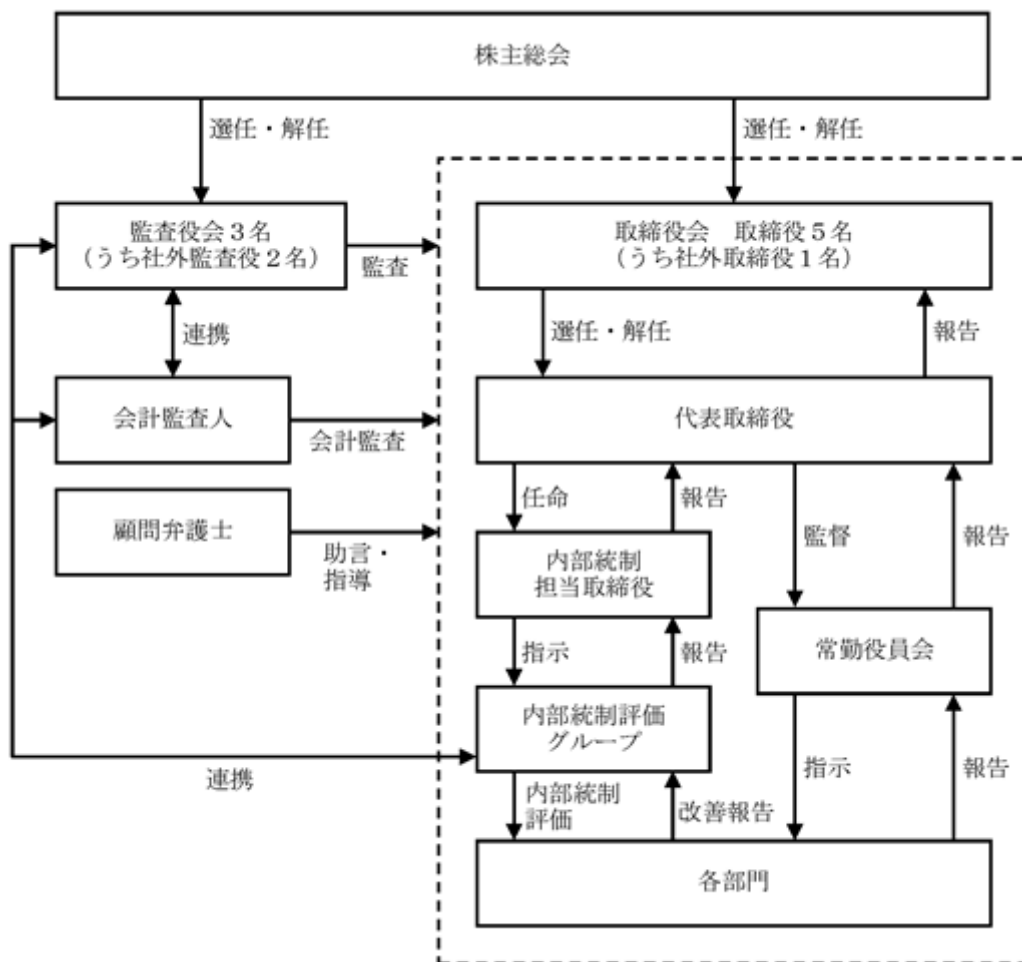 株主総会
選任・解任
選任・解任
監査役会3名
(うち社外監査役2名)
監査
取締役会　取締役5名
(うち社外取締役1名)
連携
選任・解任
報告
会計監査人
会計監査
代表取締役
顧問弁護士
助言・
指導
任命
報告
監督
報告
内部統制
担当取締役
常勤役員会
指示
報告
内部統制評価
グループ
連携
指示
報告
内部統制
評価
改善報告
各部門